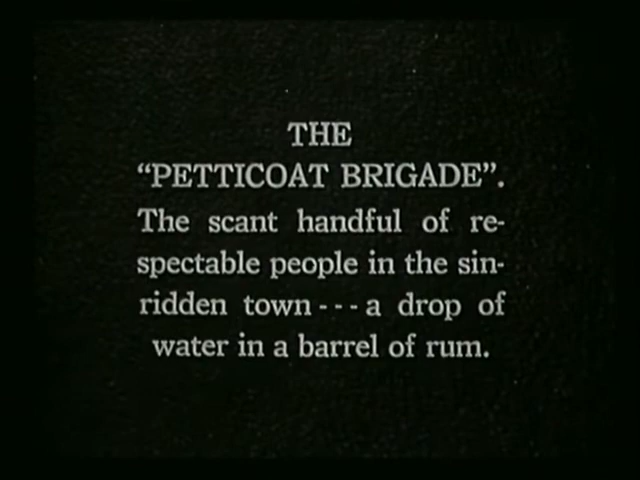 THE
“PETTICOAT BRIGADE”.
The scant handful of re-
spectable people in the sin-
ridden town---a drop of
water in a barrel of rum.